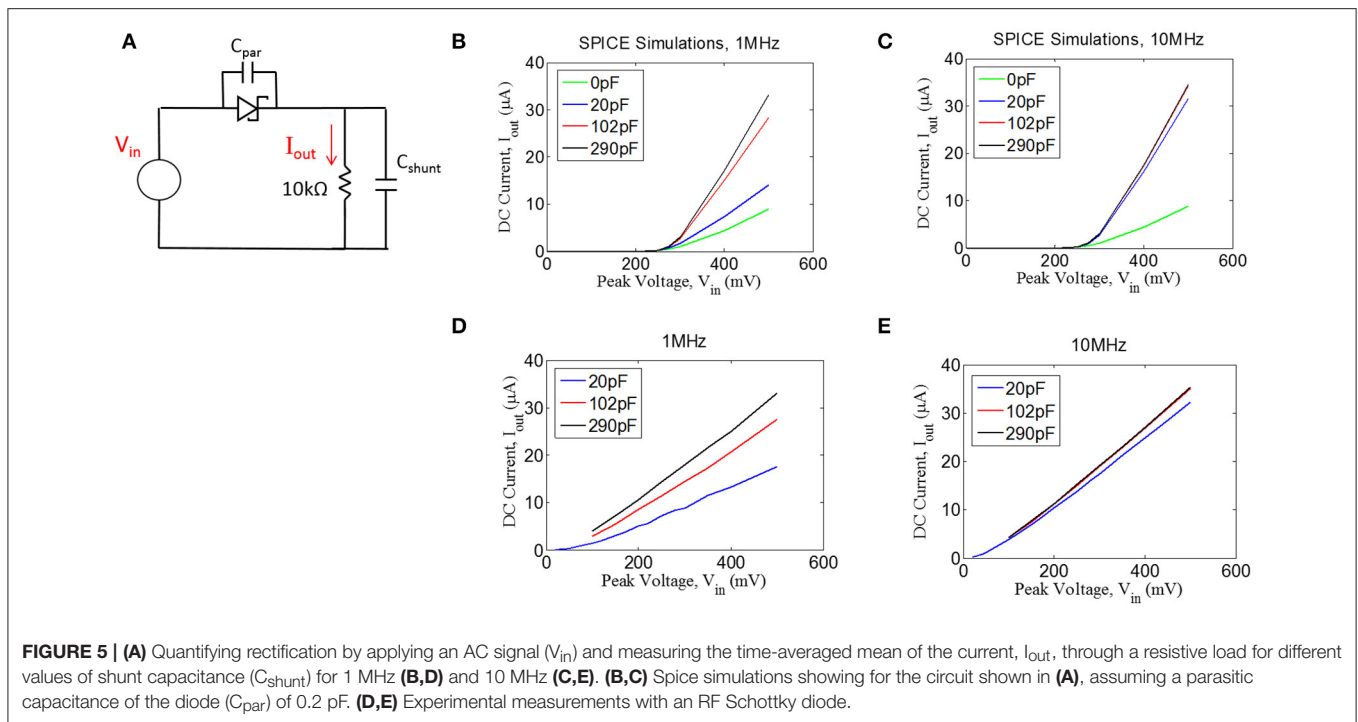 A
C_par
V_in
I_out
10kΩ
C_shunt
B
SPICE Simulations, 1MHz
DC Current, I_out (μA)
40
30
20
10
0
0pF
20pF
102pF
290pF
0 200 400 600
Peak Voltage, V_in (mV)
C
SPICE Simulations, 10MHz
DC Current, I_out (μA)
40
30
20
10
0
0pF
20pF
102pF
290pF
0 200 400 600
Peak Voltage, V_in (mV)
D
1MHz
DC Current, I_out (μA)
40
30
20
10
0
20pF
102pF
290pF
0 200 400 600
Peak Voltage, V_in (mV)
E
10MHz
DC Current, I_out (μA)
40
30
20
10
0
20pF
102pF
290pF
0 200 400 600
Peak Voltage, V_in (mV)
FIGURE 5 | (A) Quantifying rectification by applying an AC signal (V_in) and measuring the time-averaged mean of the current, I_out, through a resistive load for different
values of shunt capacitance (C_shunt) for 1 MHz (B,D) and 10 MHz (C,E). (B,C) Spice simulations showing for the circuit shown in (A), assuming a parasitic
capacitance of the diode (C_par) of 0.2 pF. (D,E) Experimental measurements with an RF Schottky diode.